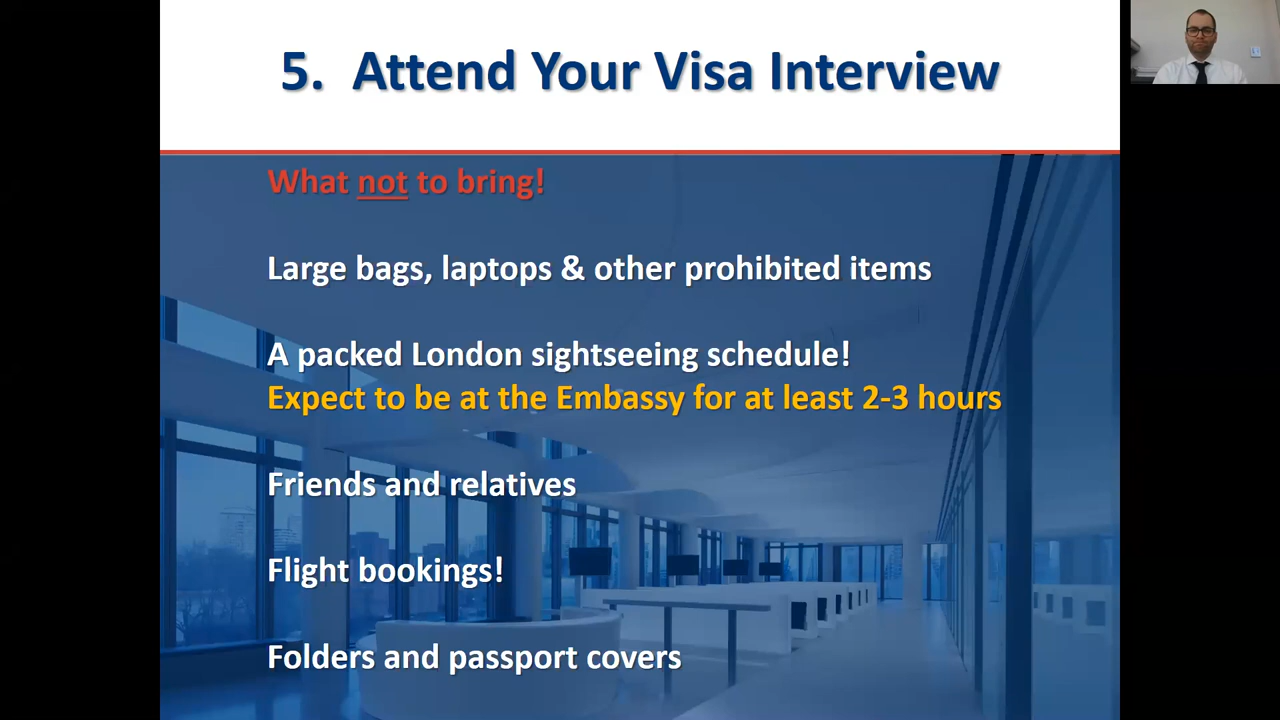 5. Attend Your Visa Interview
What not to bring!
Large bags, laptops & other prohibited items
A packed London sightseeing schedule!
Expect to be at the Embassy for at least 2-3 hours
Friends and relatives
Flight bookings!
Folders and passport covers